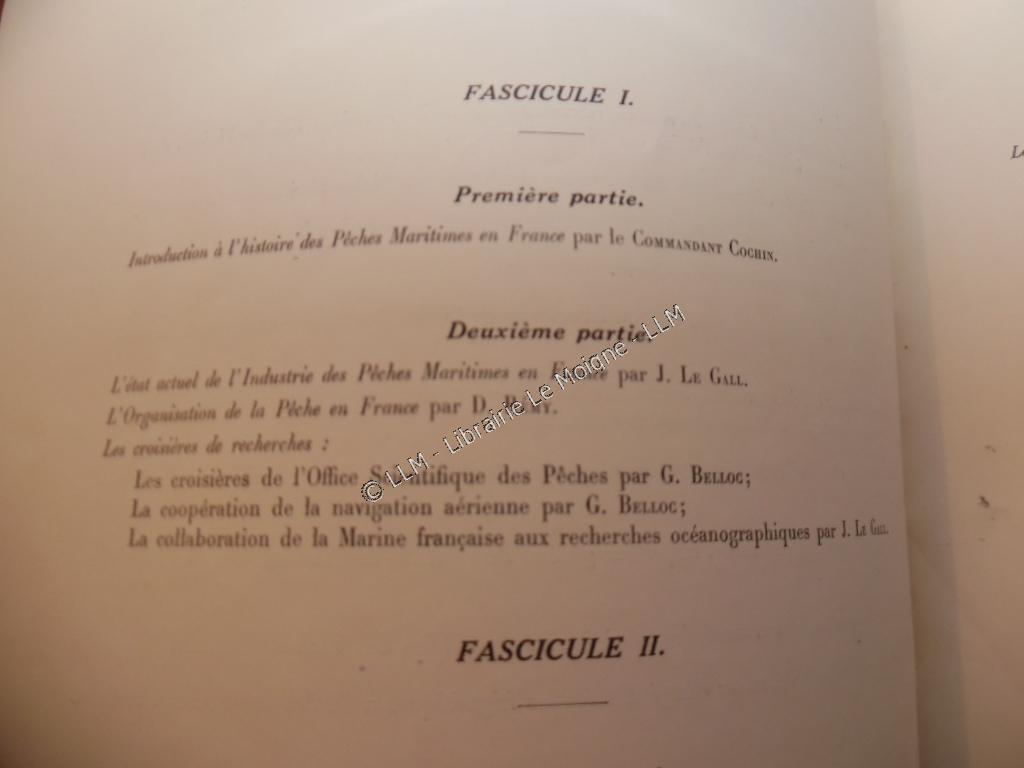 FASCICULE I.
Première partie.
Introduction à l'histoire des Pêches Maritimes en France par le COMMANDANT COCHIN.
Deuxième partie.
L'état actuel de l'Industrie des Pêches Maritimes en France par J. LE GALL.
L'Organisation de la Pêche en France par D.
Les croisières de recherches :
Les croisières de l'Office Scientifique des Pêches par G. BELLOC;
La coopération de la navigation aérienne par G. BELLOC;
La collaboration de la Marine française aux recherches océanographiques par J. LE GALL.
FASCICULE II.
© LLM - Librairie Le Moigne - LLM